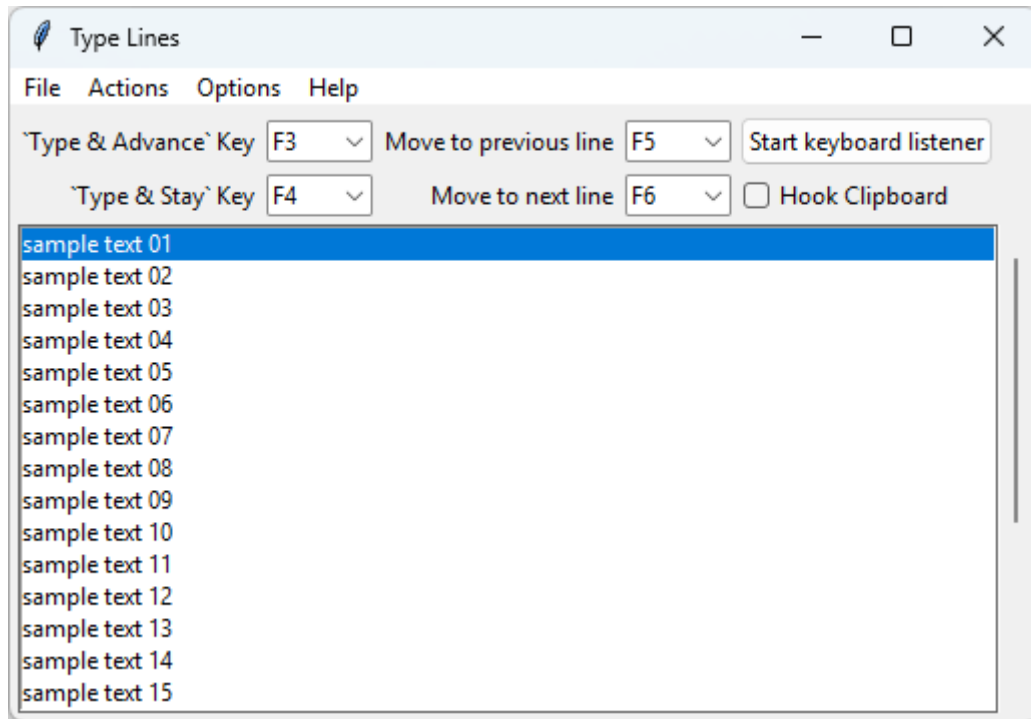 Type Lines
File Actions Options Help
`Type & Advance` Key F3 Move to previous line F5 Start keyboard listener
`Type & Stay` Key F4 Move to next line F6 Hook Clipboard
sample text 01
sample text 02
sample text 03
sample text 04
sample text 05
sample text 06
sample text 07
sample text 08
sample text 09
sample text 10
sample text 11
sample text 12
sample text 13
sample text 14
sample text 15